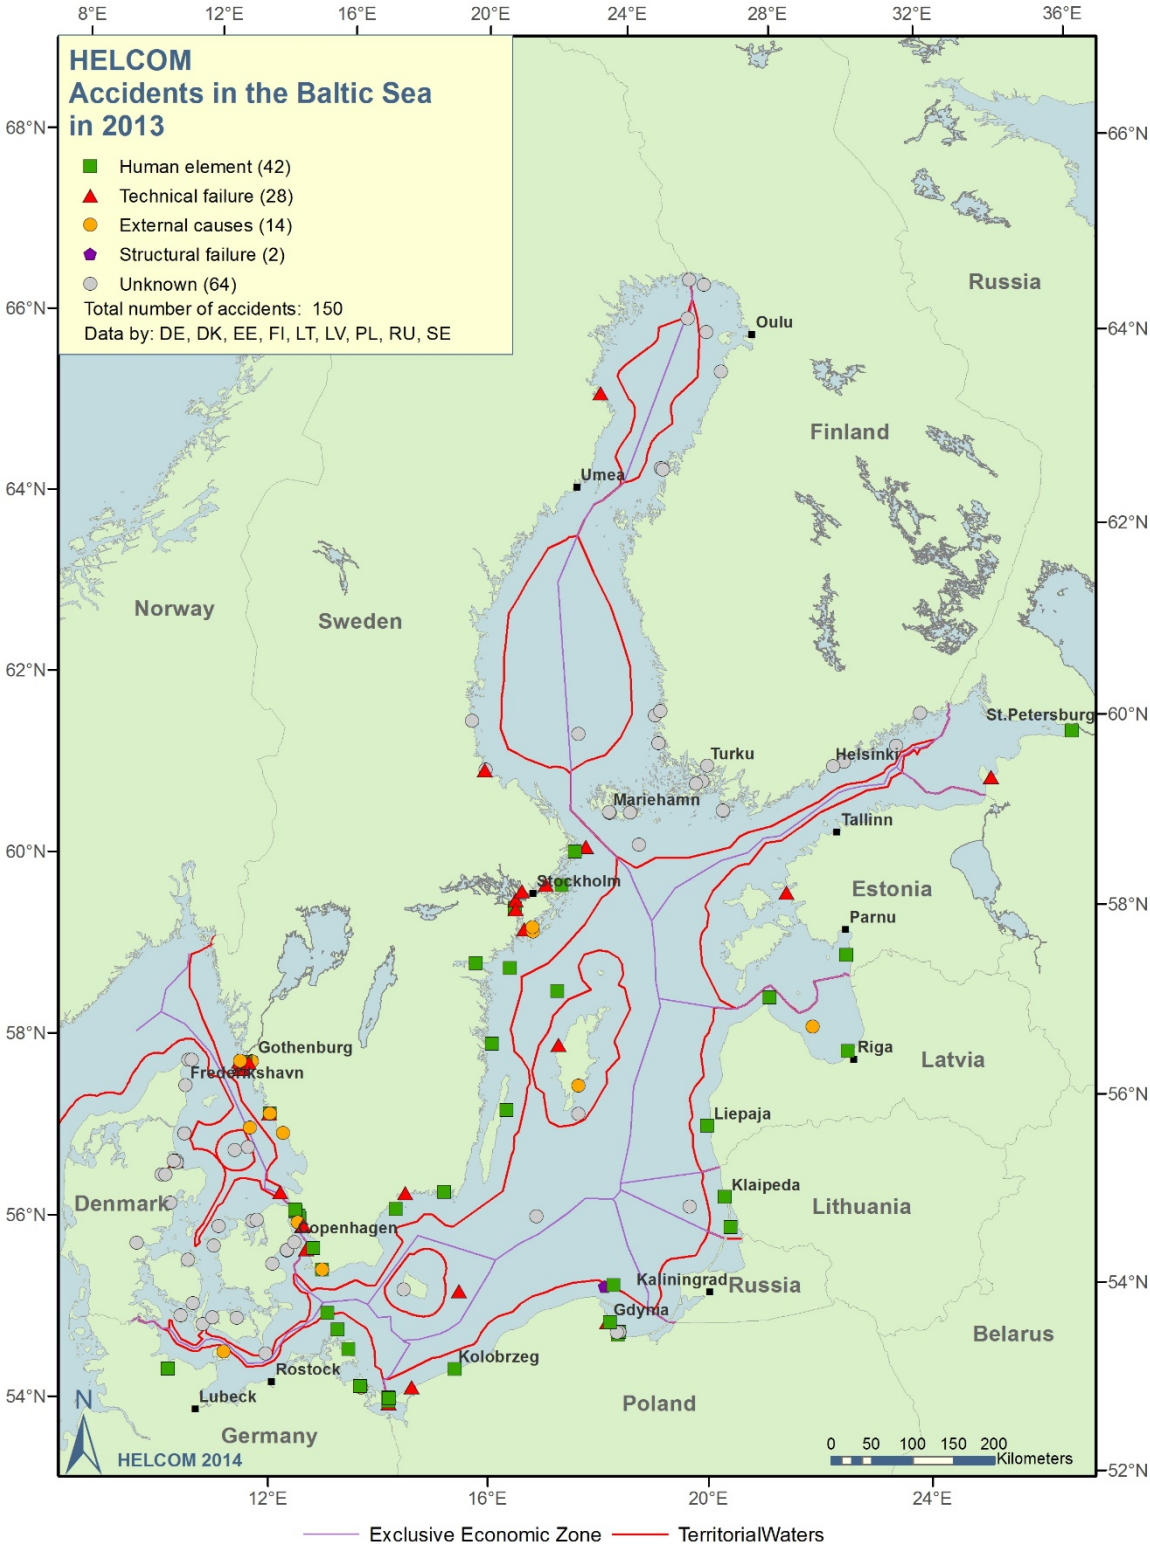 8°E 12°E 16°E 20°E 24°E 28°E 32°E 36°E
HELCOM
Accidents in the Baltic Sea
in 2013
Human element (42)
Technical failure (28)
External causes (14)
Structural failure (2)
Unknown (64)
Total number of accidents: 150
Data by: DE, DK, EE, FI, LT, LV, PL, RU, SE
68°N
66°N
Russia
66°N
Oulu
64°N
Finland
Umea
64°N
62°N
Norway
Sweden
62°N
60°N
St.Petersburg
Turku
Helsinki
Mariehamn
Tallinn
60°N
Stockholm
Estonia
58°N
Parnu
58°N
Gothenburg
Riga
Latvia
Frederikshavn
56°N
Liepaja
Klaipeda
Denmark
Lithuania
56°N
Kopenhagen
Kaliningrad
Russia
54°N
Gdynia
Belarus
Kolobrzeg
Rostock
54°N
N
Lubeck
Poland
Germany
0 50 100 150 200
Kilometers
HELCOM 2014
52°N
12°E 16°E 20°E 24°E
Exclusive Economic Zone
TerritorialWaters